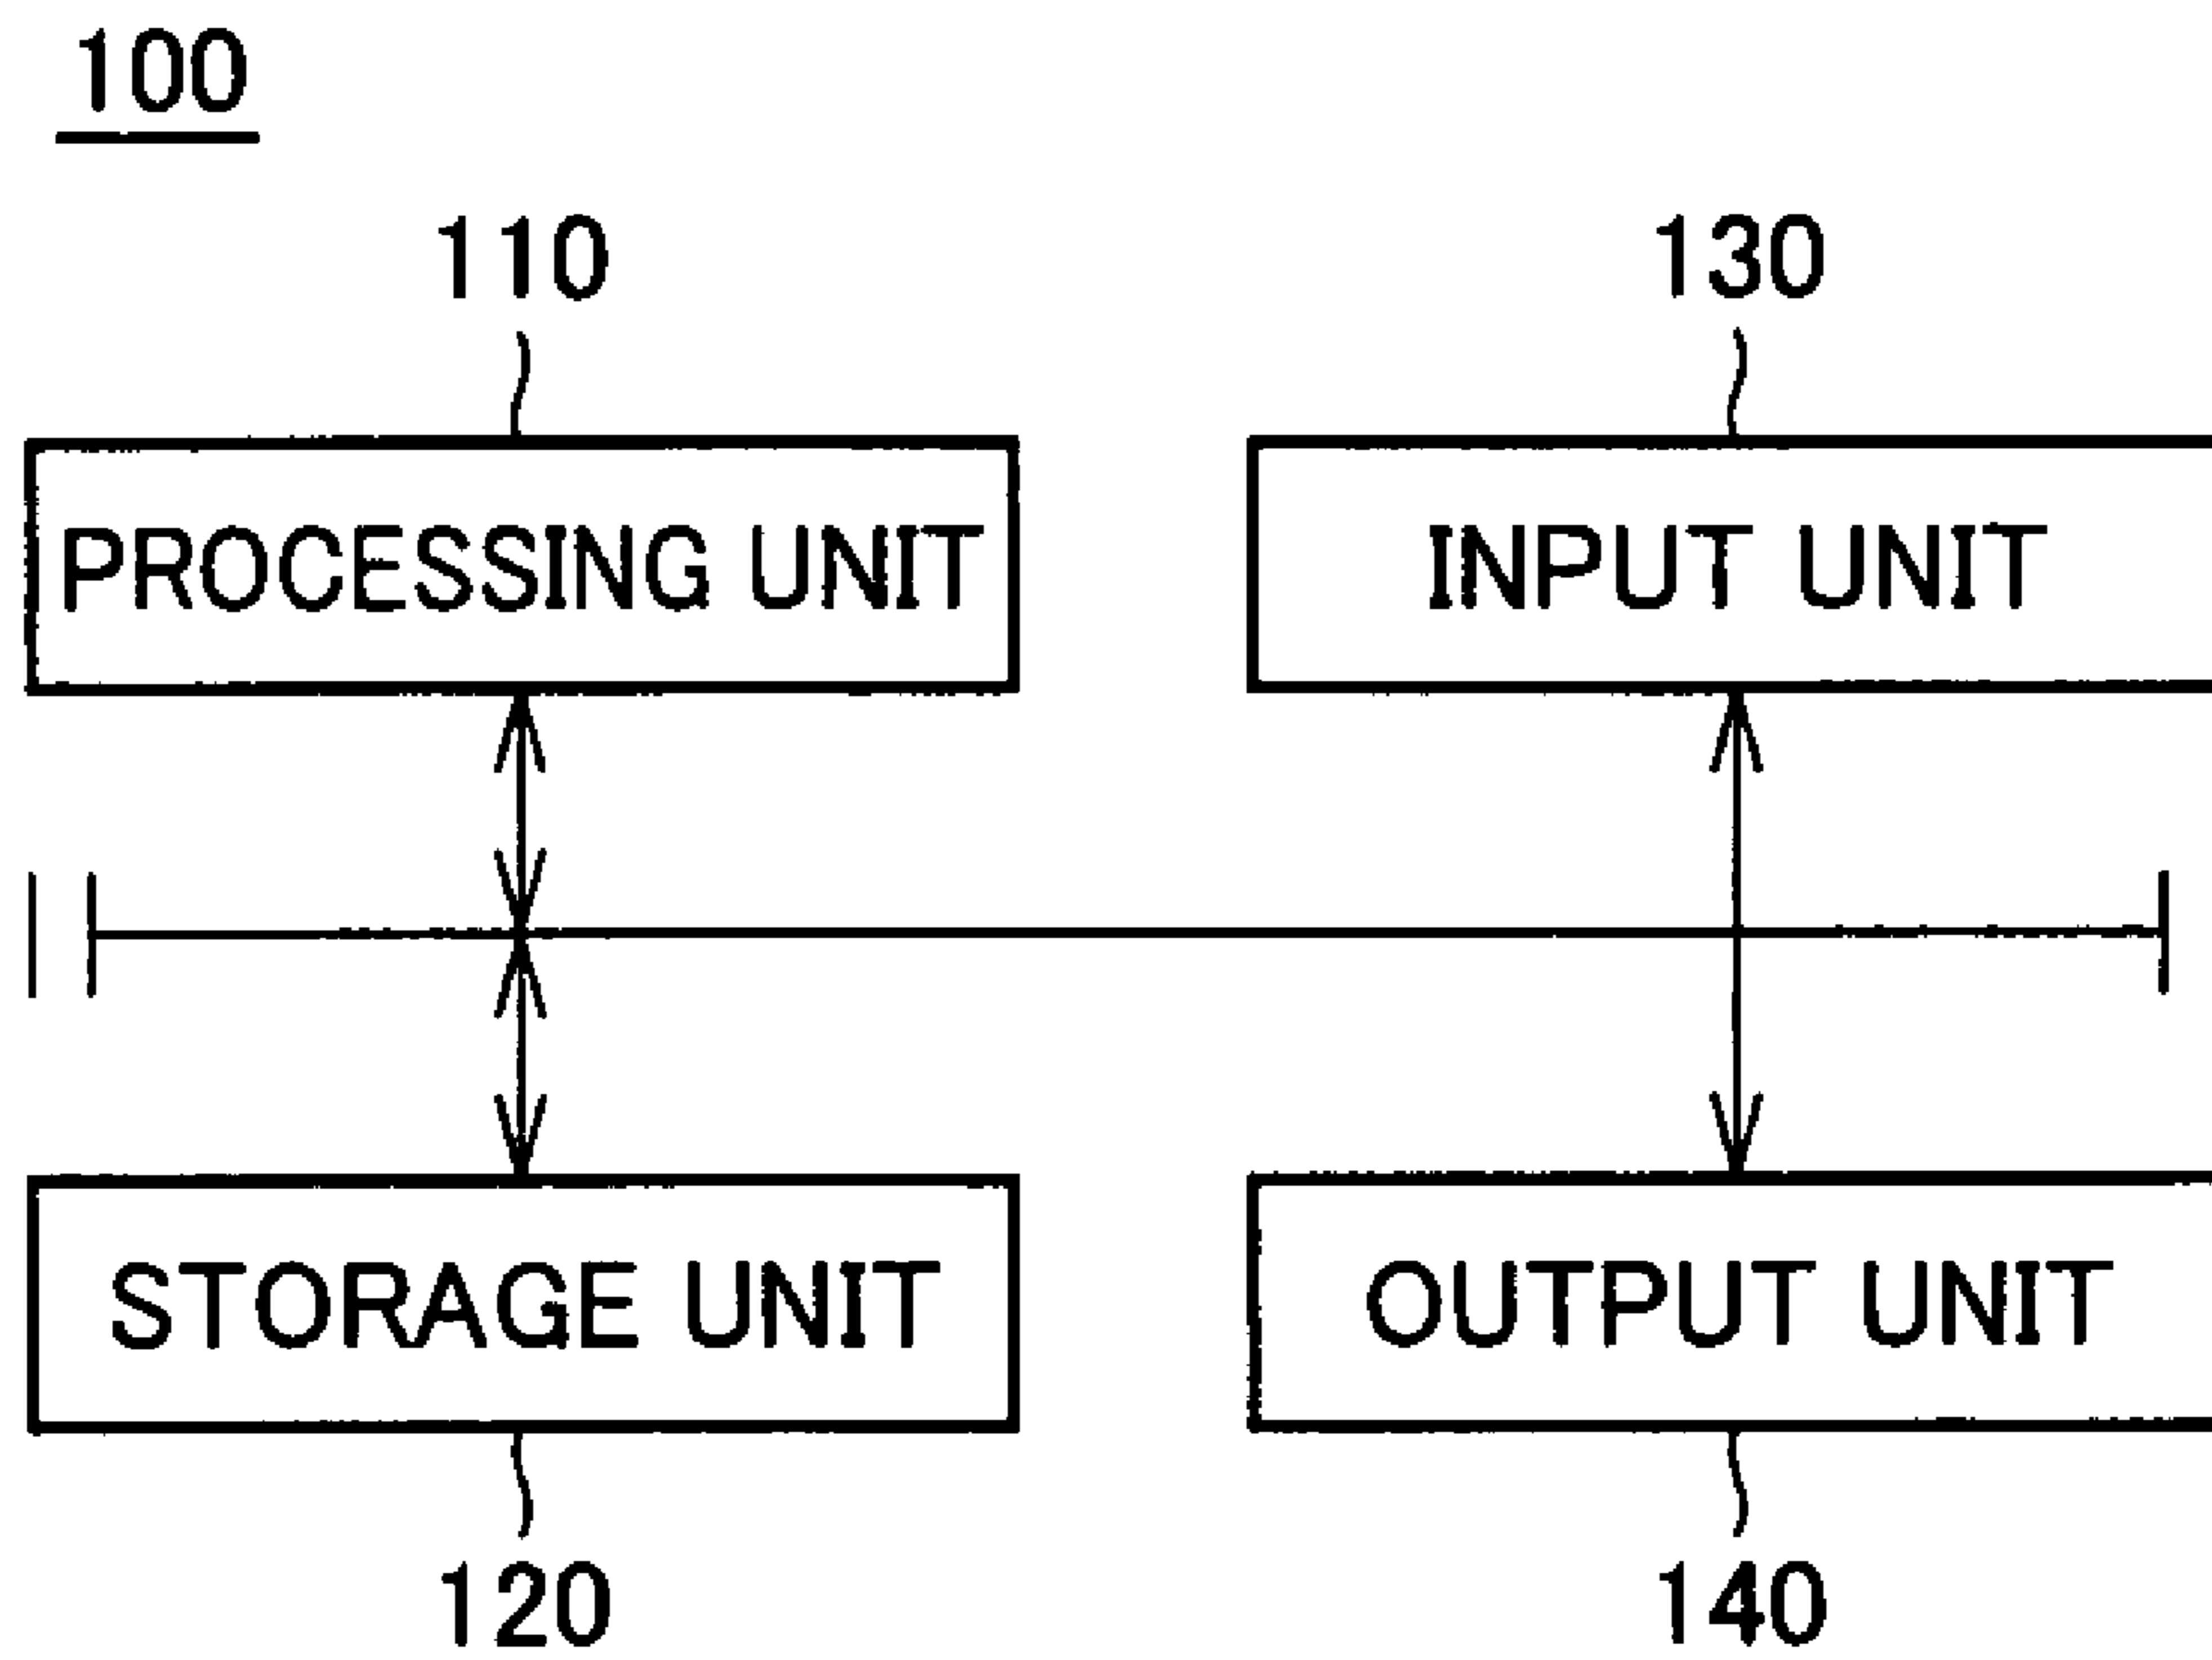 100
110
130
PROCESSING UNIT
INPUT UNIT
STORAGE UNIT
OUTPUT UNIT
120
140